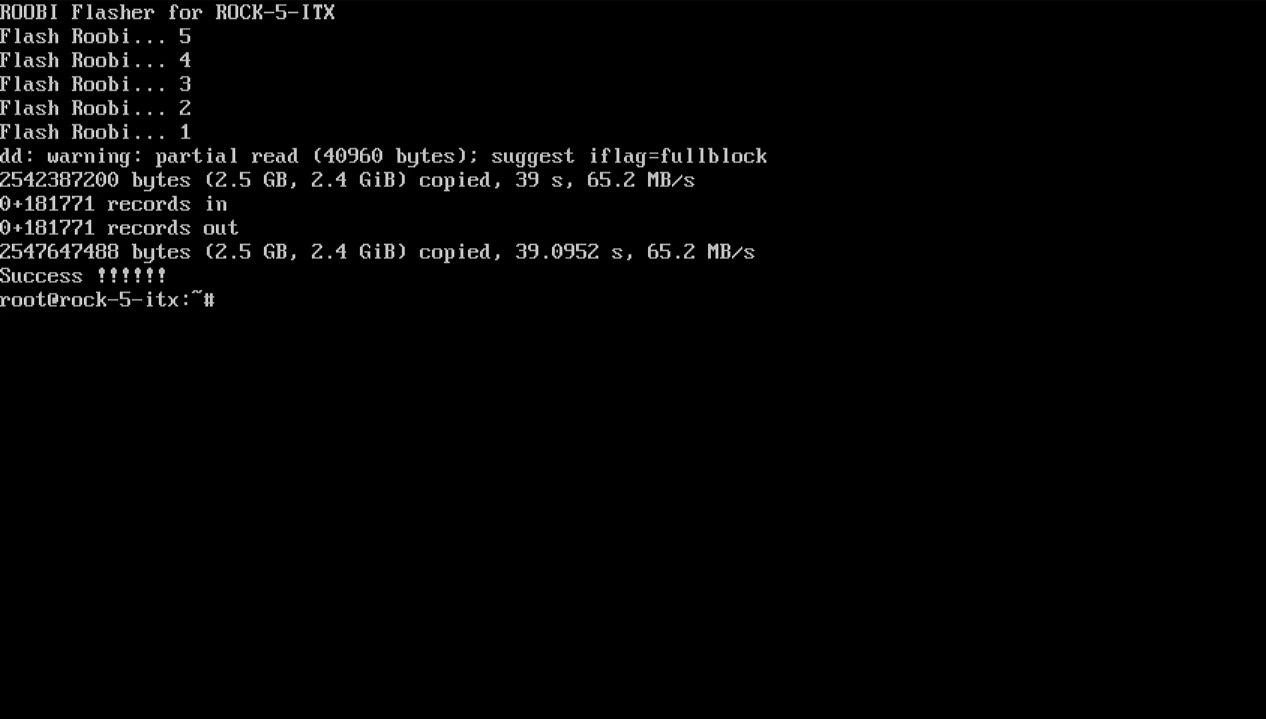 ROOBI Flasher for ROCK-5-ITX
Flash Roobi... 5
Flash Roobi... 4
Flash Roobi... 3
Flash Roobi... 2
Flash Roobi... 1
dd: warning: partial read (40960 bytes); suggest iflag=fullblock
2542387200 bytes (2.5 GB, 2.4 GiB) copied, 39 s, 65.2 MB/s
0+181771 records in
0+181771 records out
2547647488 bytes (2.5 GB, 2.4 GiB) copied, 39.0952 s, 65.2 MB/s
Success !!!!!!
root@rock-5-itx:~#